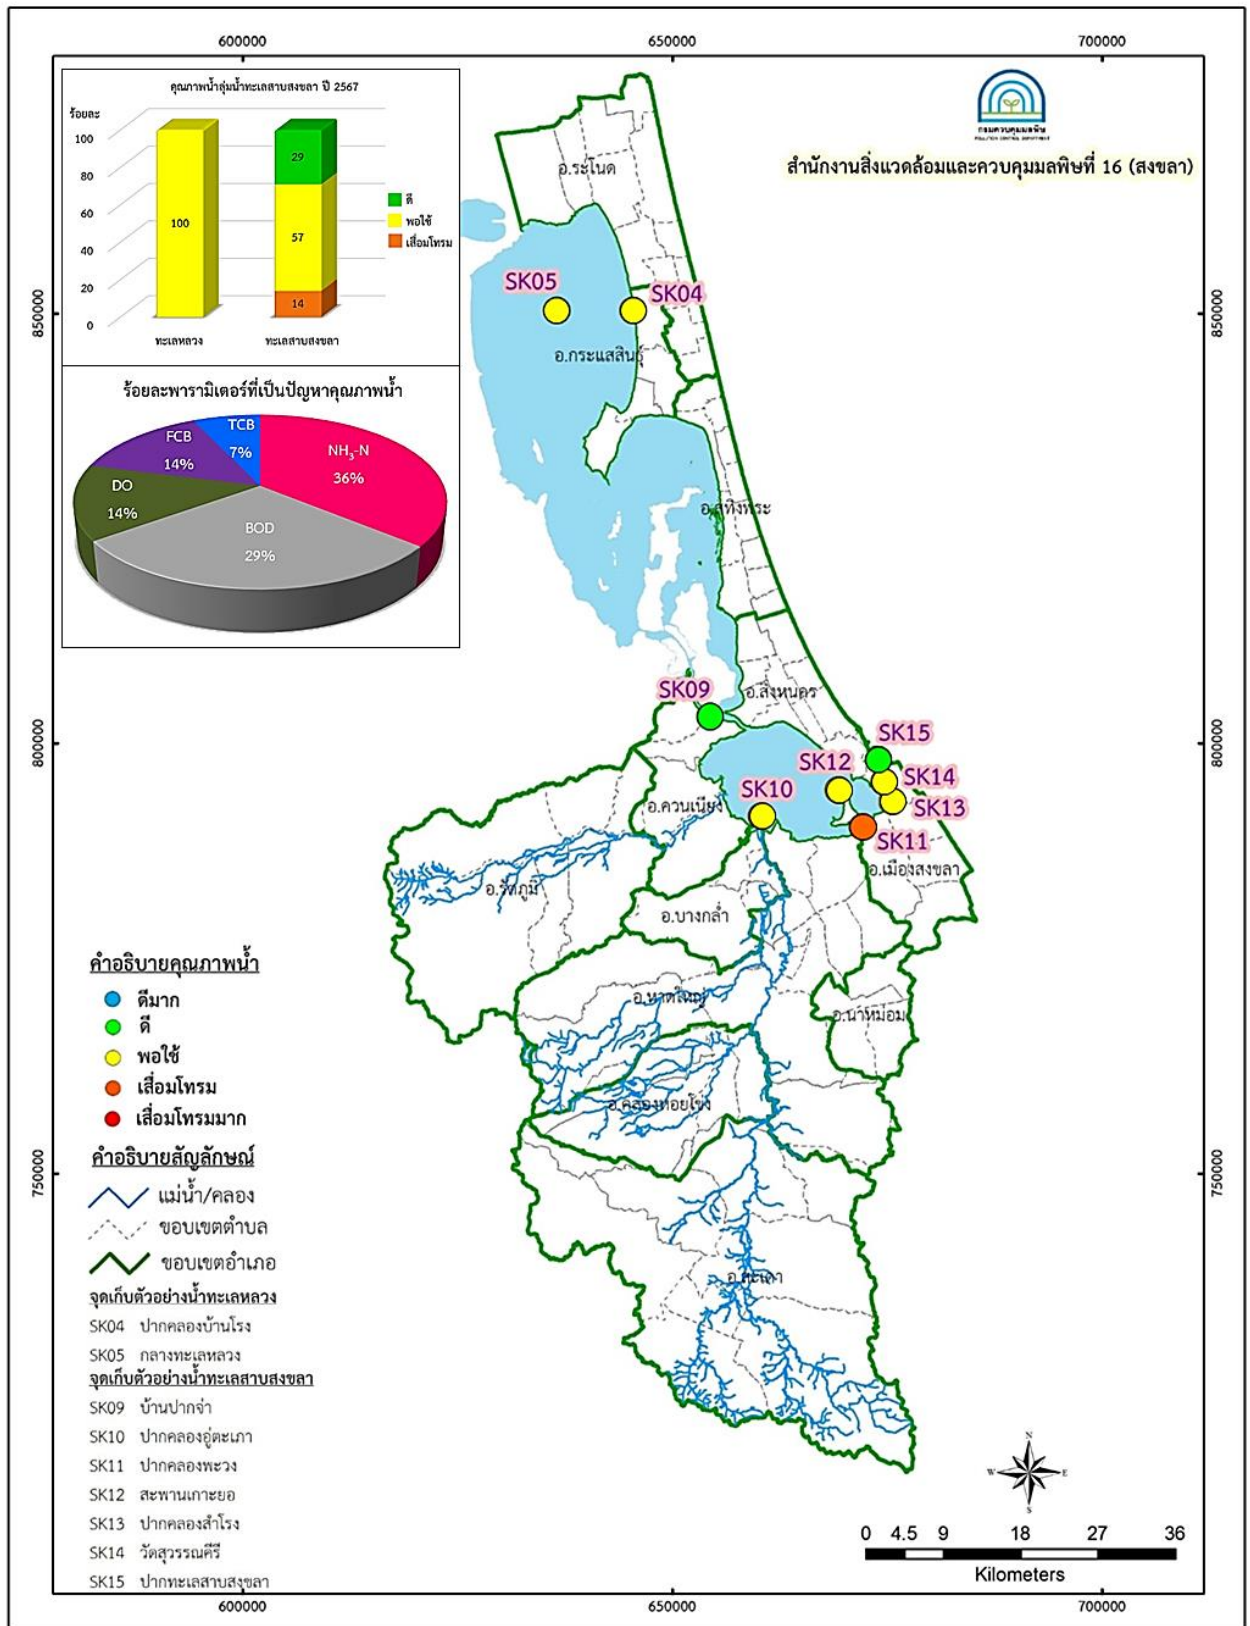 600000
650000
700000
คุณภาพน้ำลุ่มน้ำทะเลสาบสงขลา ปี 2567
ร้อยละ
100
80
60
40
20
0
100
29
57
14
ดี
พอใช้
เสื่อมโทรม
ทะเลหลวง
ทะเลสาบสงขลา
ร้อยละพารามิเตอร์ที่เป็นปัญหาคุณภาพน้ำ
TCB
7%
FCB
14%
NH₃-N
36%
DO
14%
BOD
29%
กรมควบคุมมลพิษ
POLLUTION CONTROL DEPARTMENT
สำนักงานสิ่งแวดล้อมและควบคุมมลพิษที่ 16 (สงขลา)
850000
850000
800000
800000
750000
750000
อ.ระโนด
SK05
SK04
อ.กระแสสินธุ์
อ.สทิงพระ
SK09
อ.สิงหนคร
SK15
SK12
SK14
SK10
SK13
อ.ควนเนียง
SK11
อ.เมืองสงขลา
อ.รัตภูมิ
อ.บางกล่ำ
อ.หาดใหญ่
อ.นาหม่อม
อ.คลองหอยโข่ง
อ.สะเดา
คำอธิบายคุณภาพน้ำ
ดีมาก
ดี
พอใช้
เสื่อมโทรม
เสื่อมโทรมมาก
คำอธิบายสัญลักษณ์
แม่น้ำ/คลอง
ขอบเขตตำบล
ขอบเขตอำเภอ
จุดเก็บตัวอย่างน้ำทะเลหลวง
SK04 ปากคลองบ้านโรง
SK05 กลางทะเลหลวง
จุดเก็บตัวอย่างน้ำทะเลสาบสงขลา
SK09 บ้านปากจ่า
SK10 ปากคลองอู่ตะเภา
SK11 ปากคลองพะวง
SK12 สะพานเกาะยอ
SK13 ปากคลองสำโรง
SK14 วัดสุวรรณคีรี
SK15 ปากทะเลสาบสงขลา
N
W
E
S
0 4.5 9 18 27 36
Kilometers
600000
650000
700000